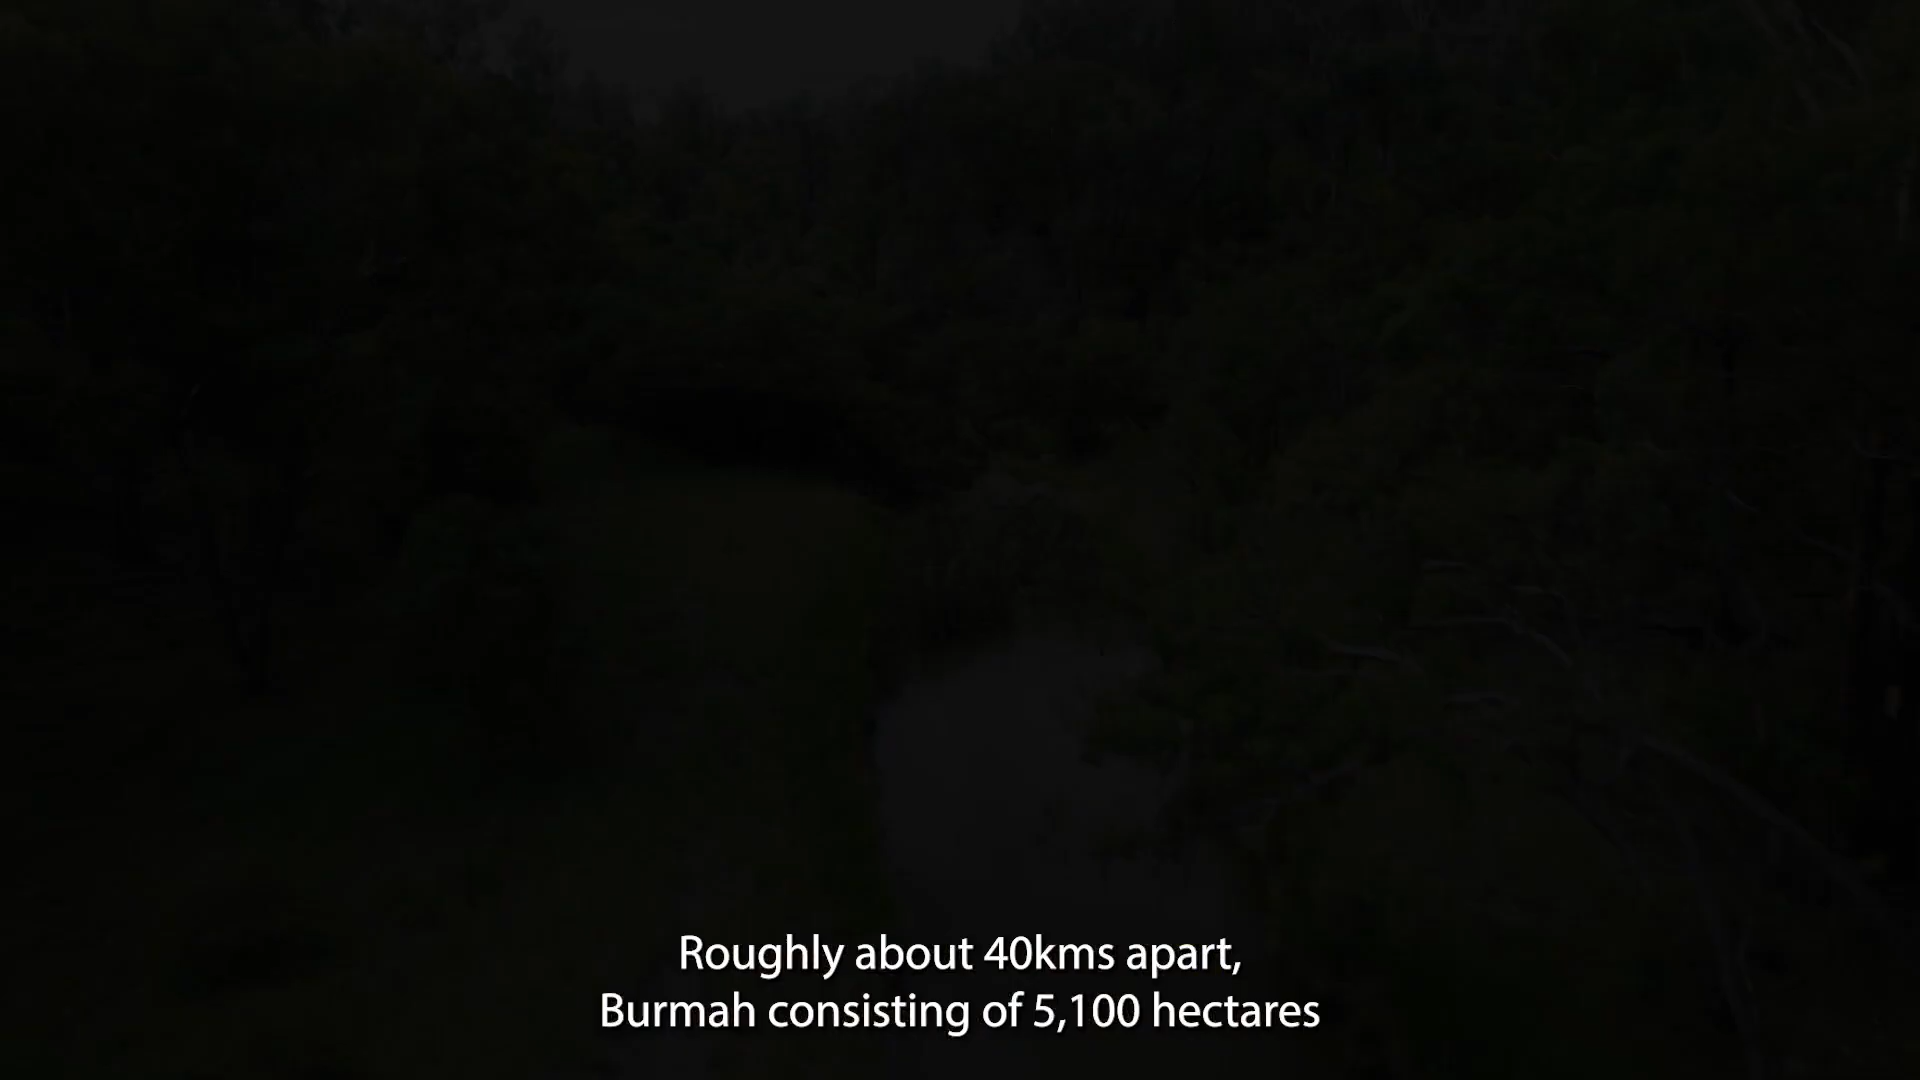 Roughly about 40kms apart,
Burmah consisting of 5,100 hectares